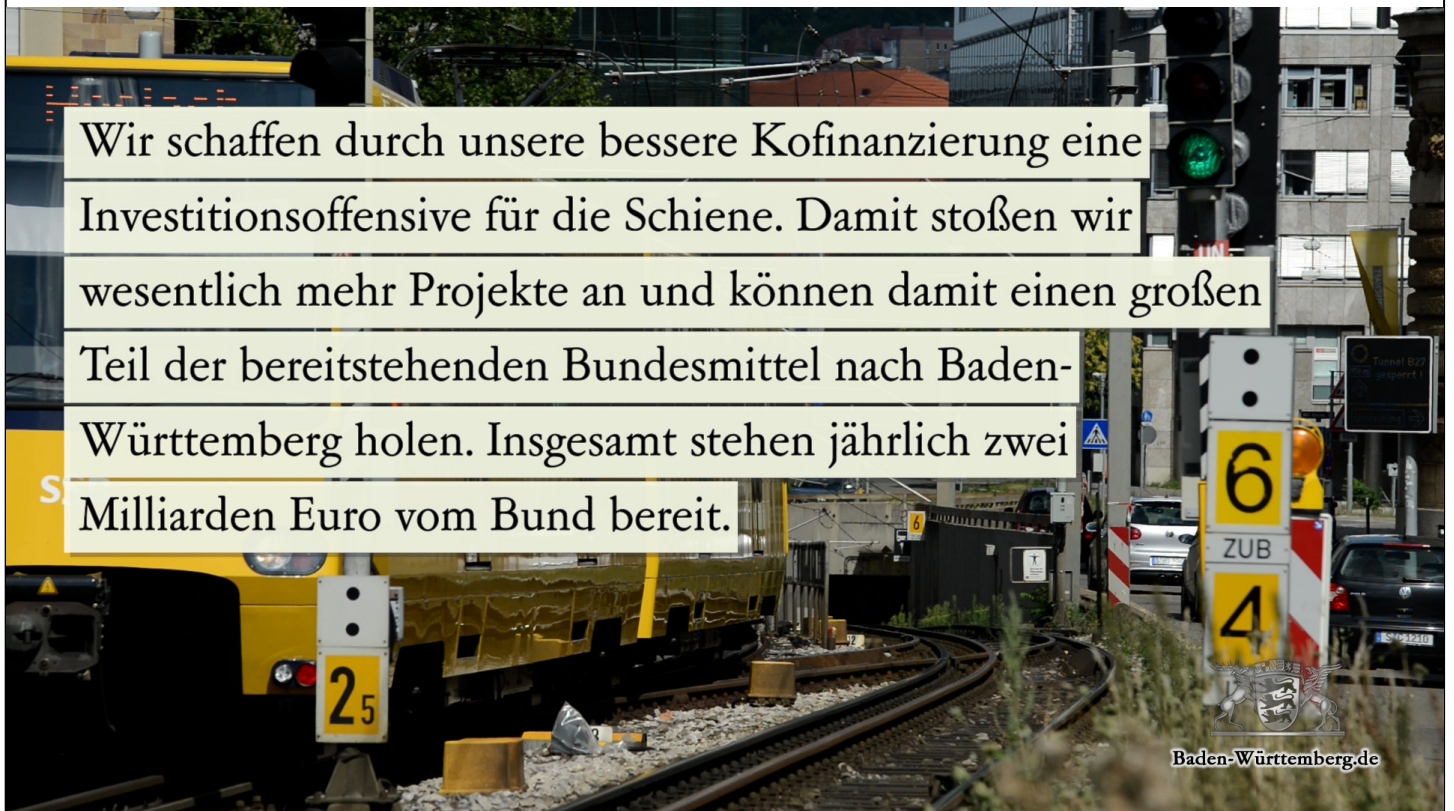 Wir schaffen durch unsere bessere Kofinanzierung eine
Investitionsoffensive für die Schiene. Damit stoßen wir
wesentlich mehr Projekte an und können damit einen großen
Teil der bereitstehenden Bundesmittel nach Baden-
Württemberg holen. Insgesamt stehen jährlich zwei
Milliarden Euro vom Bund bereit.
Tunnel B27
gesperrt !
6
ZUB
4
6
25
Baden-Württemberg.de